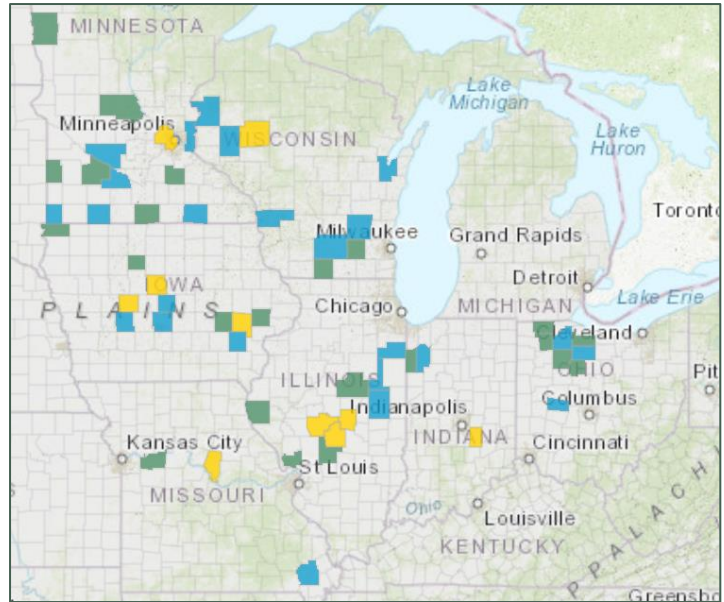 MINNESOTA
Lake
Michigan
Minneapolis
WISCONSIN
Lake
Huron
Toronto
Milwaukee
Grand Rapids
Detroit
IOWA
PLAINS
Chicago
MICHIGAN
Lake Erie
Cleveland
OHIO
ILLINOIS
Pit
Indianapolis
Columbus
Kansas City
INDIANA
Cincinnati
St Louis
MISSOURI
Ohio
Louisville
KENTUCKY
PPALACH
Greensbo